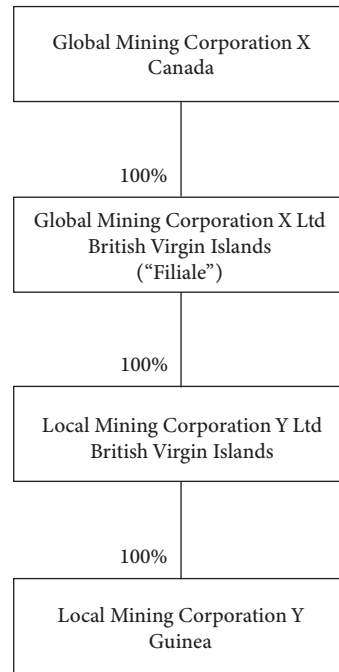 Global Mining Corporation X
Canada
100%
Global Mining Corporation X Ltd
British Virgin Islands
(“Filiale”)
100%
Local Mining Corporation Y Ltd
British Virgin Islands
100%
Local Mining Corporation Y
Guinea